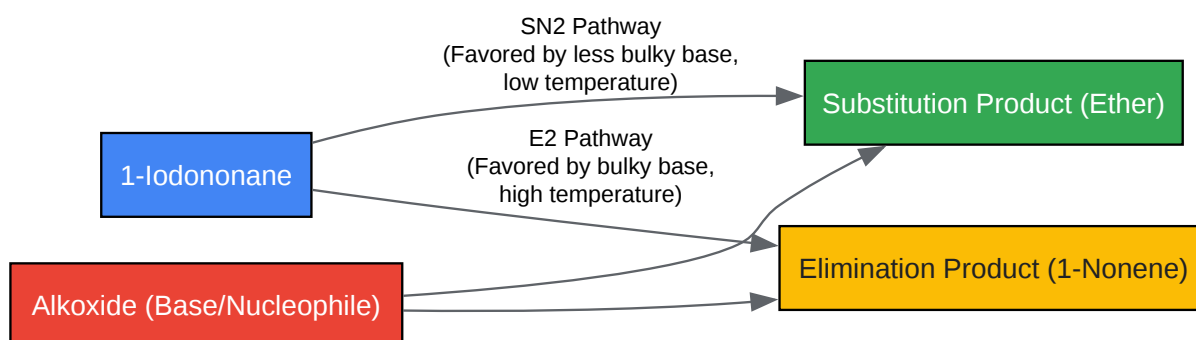 SN2 Pathway
(Favored by less bulky base,
low temperature)
Substitution Product (Ether)
1-Iodononane
E2 Pathway
(Favored by bulky base,
high temperature)
Elimination Product (1-Nonene)
Alkoxide (Base/Nucleophile)